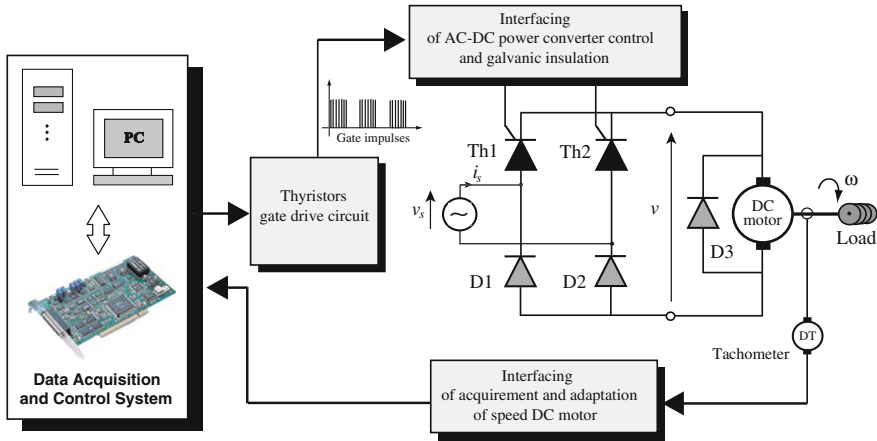 Interfacing
of AC-DC power converter control
and galvanic insulation
PC
Gate impulses
Th1
Th2
i_s
Thyristors
gate drive circuit
v_s
v
DC
motor
ω
Load
D3
D1
D2
DT
Tachometer
Data Acquisition
and Control System
Interfacing
of acquirement and adaptation
of speed DC motor